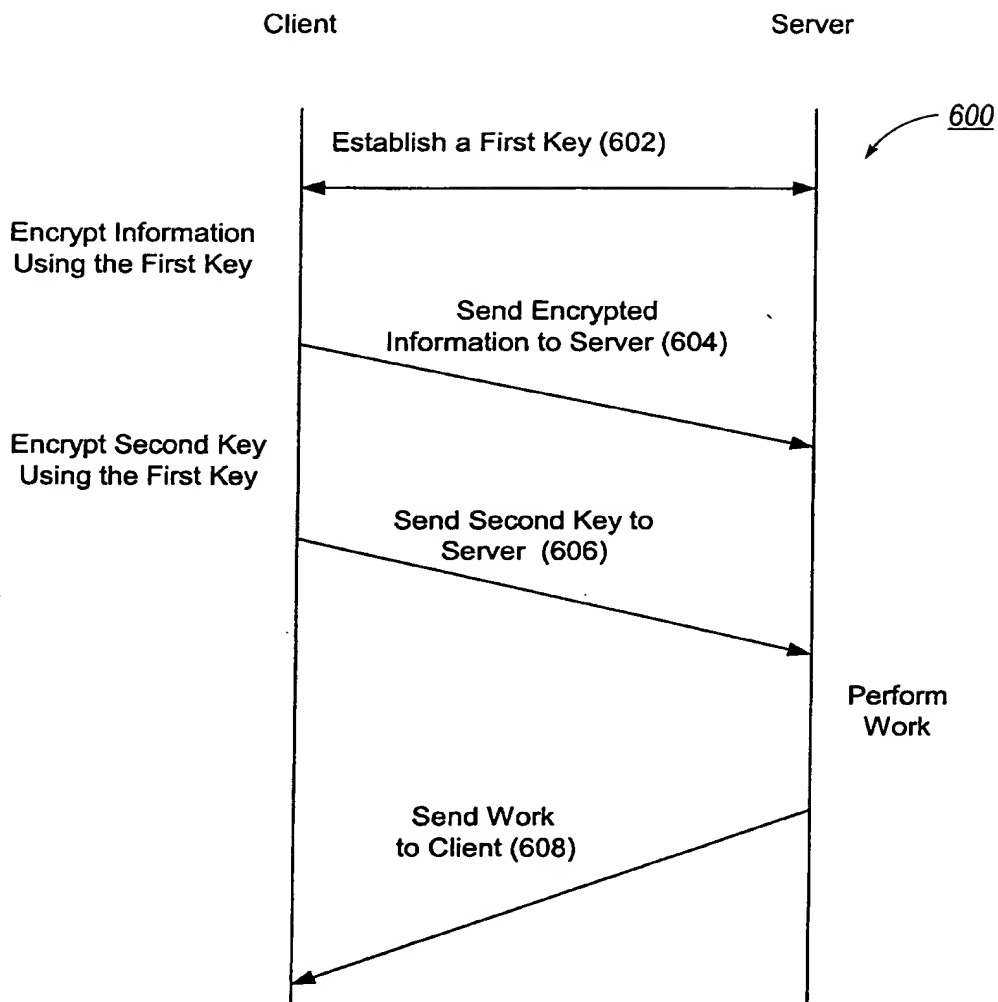 Client
Server
600
Establish a First Key (602)
Encrypt Information
Using the First Key
Send Encrypted
Information to Server (604)
Encrypt Second Key
Using the First Key
Send Second Key to
Server (606)
Perform
Work
Send Work
to Client (608)